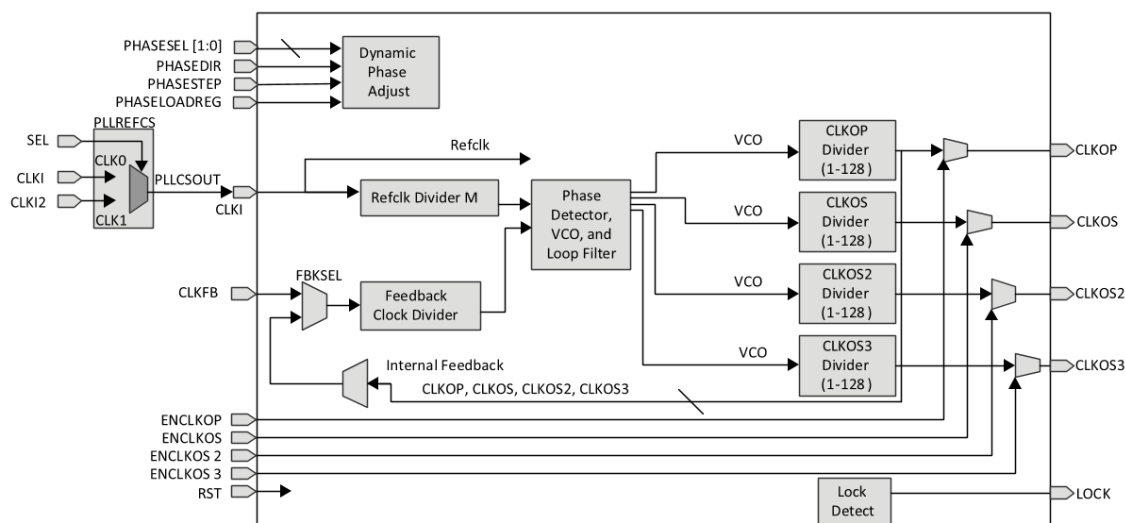 PHASESEL [1:0]
PHASEDIR
PHASESTEP
PHASELOADREG
Dynamic
Phase
Adjust
PLLREFCS
SEL
CLK0
CLKI
CLKI2
CLK1
PLLCSOUT
CLKI
Refclk
Refclk Divider M
Phase
Detector,
VCO, and
Loop Filter
VCO
CLKOP
Divider
(1-128)
CLKOP
VCO
CLKOS
Divider
(1-128)
CLKOS
CLKFB
FBKSEL
Feedback
Clock Divider
VCO
CLKOS2
Divider
(1-128)
CLKOS2
VCO
CLKOS3
Divider
(1-128)
CLKOS3
Internal Feedback
CLKOP, CLKOS, CLKOS2, CLKOS3
ENCLKOP
ENCLKOS
ENCLKOS 2
ENCLKOS 3
RST
Lock
Detect
LOCK